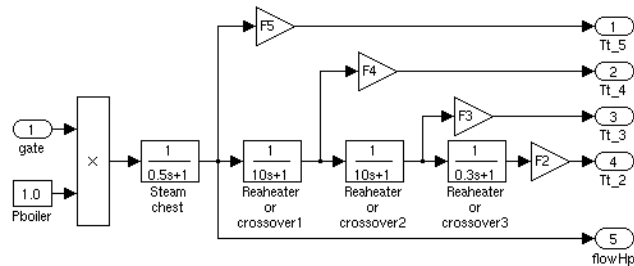 F5
1
Tt_5
F4
2
Tt_4
F3
3
Tt_3
1
gate
×
1
0.5s+1
Steam
chest
1
10s+1
Reaheater
or
crossover1
1
10s+1
Reaheater
or
crossover2
1
0.3s+1
Reaheater
or
crossover3
F2
4
Tt_2
1.0
Pboiler
5
flowHp